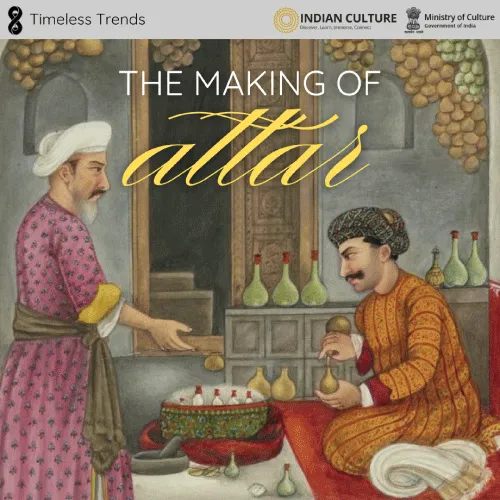 Timeless Trends
INDIAN CULTURE
Discover, Learn, Immerse, Connect
Ministry of Culture
Government of India
THE MAKING OF
attar